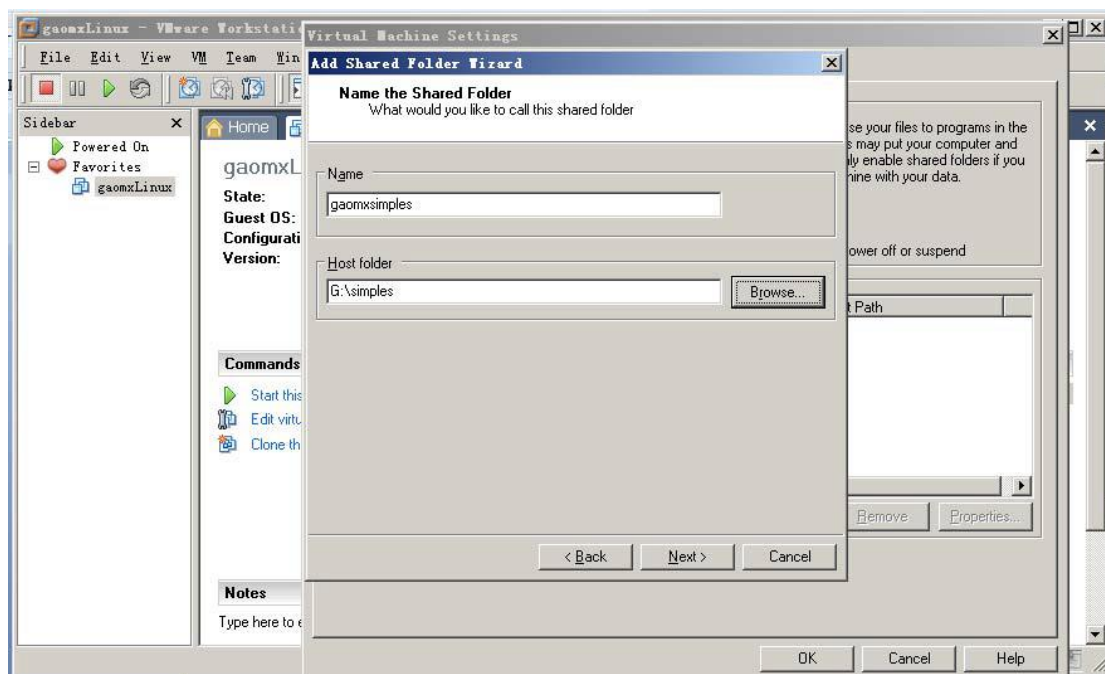 gaomxLinux - VMware Workstati
Virtual Machine Settings
File Edit View VM Team Win
Add Shared Folder Wizard
Name the Shared Folder
What would you like to call this shared folder
Sidebar
Home
Powered On
Favorites
gaomxLinux
gaomxL
State:
Guest OS:
Configurati
Version:
Name
gaomxsimples
Host folder
G:\simples
Browse...
se your files to programs in the
s may put your computer and
ly enable shared folders if you
hine with your data.
ower off or suspend
t Path
Commands
Start this
Edit virtu
Clone th
Remove
Properties...
< Back
Next >
Cancel
Notes
Type here to e
OK
Cancel
Help